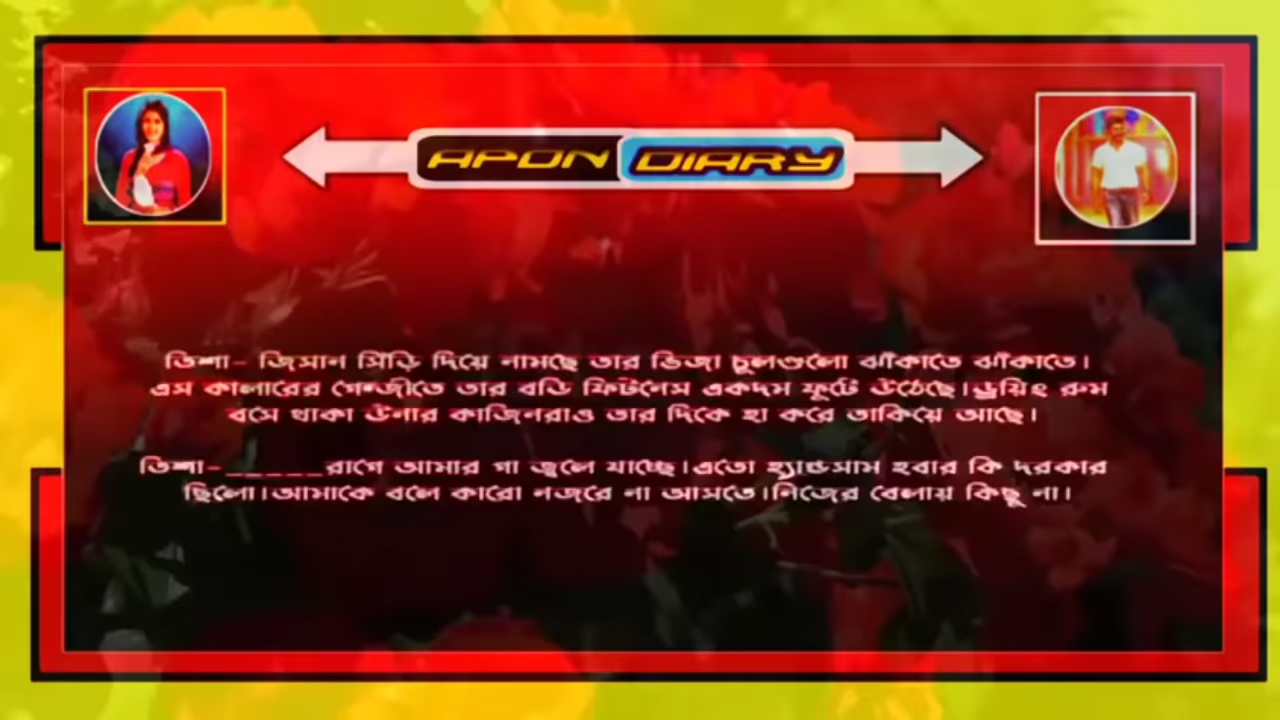 APON DIARY
তিশা- জিসান সিঁড়ি দিয়ে নামছে তার ভিজা চুলগুলো ঝাঁকাতে ঝাঁকাতে।
এস কালারের গেন্জীতে তার বডি ফিটনেস একদম ফূটে উঠেছে।ড্রয়িং রুম
বসে থাকা উনার কাজিনরাও তার দিকে হা করে তাকিয়ে আছে।
তিশা-_____রাগে আমার গা জ্বলে যাচ্ছে।এতো হ্যান্ডসাম হবার কি দরকার
ছিলো।আমাকে বলে কারো নজরে না আসতে।নিজের বেলায় কিছু না।